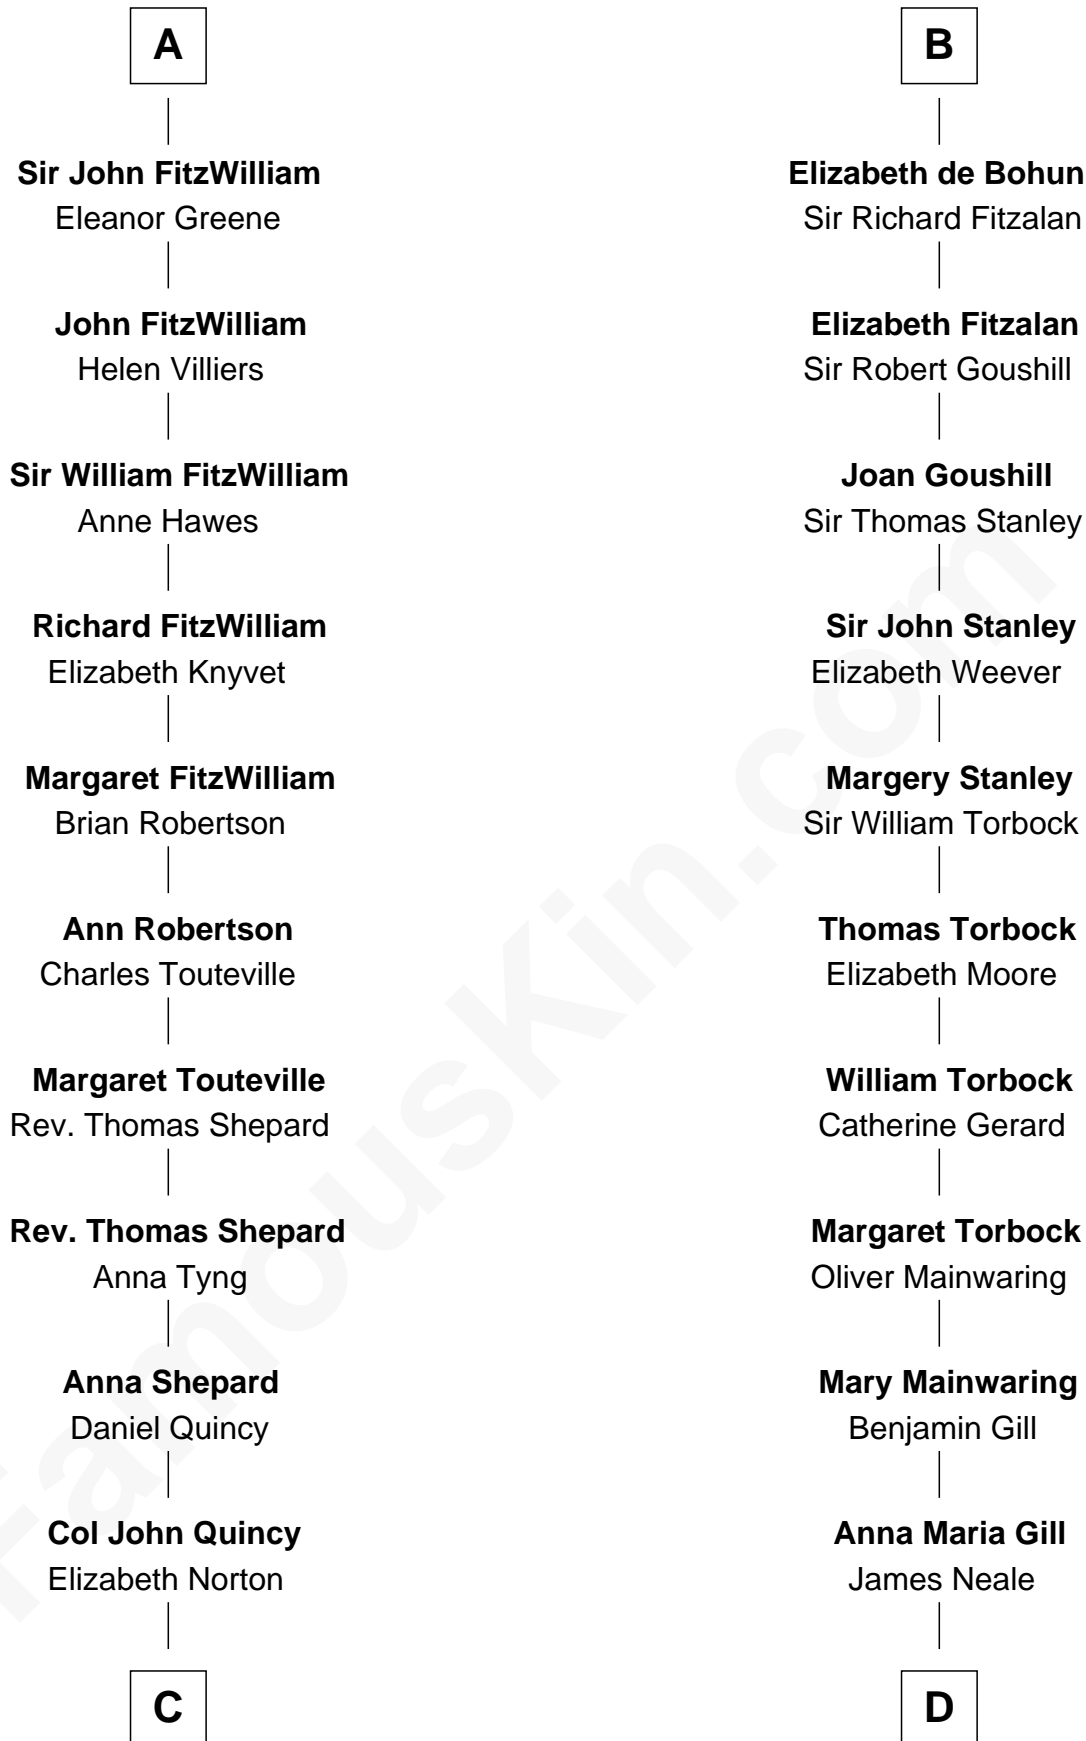 A
Sir John FitzWilliam
Eleanor Greene
John FitzWilliam
Helen Villiers
Sir William FitzWilliam
Anne Hawes
Richard FitzWilliam
Elizabeth Knyvet
Margaret FitzWilliam
Brian Robertson
Ann Robertson
Charles Touteville
Margaret Touteville
Rev. Thomas Shepard
Rev. Thomas Shepard
Anna Tyng
Anna Shepard
Daniel Quincy
Col John Quincy
Elizabeth Norton
C
B
Elizabeth de Bohun
Sir Richard Fitzalan
Elizabeth Fitzalan
Sir Robert Goushill
Joan Goushill
Sir Thomas Stanley
Sir John Stanley
Elizabeth Weever
Margery Stanley
Sir William Torbock
Thomas Torbock
Elizabeth Moore
William Torbock
Catherine Gerard
Margaret Torbock
Oliver Mainwaring
Mary Mainwaring
Benjamin Gill
Anna Maria Gill
James Neale
D
FamousKin.com